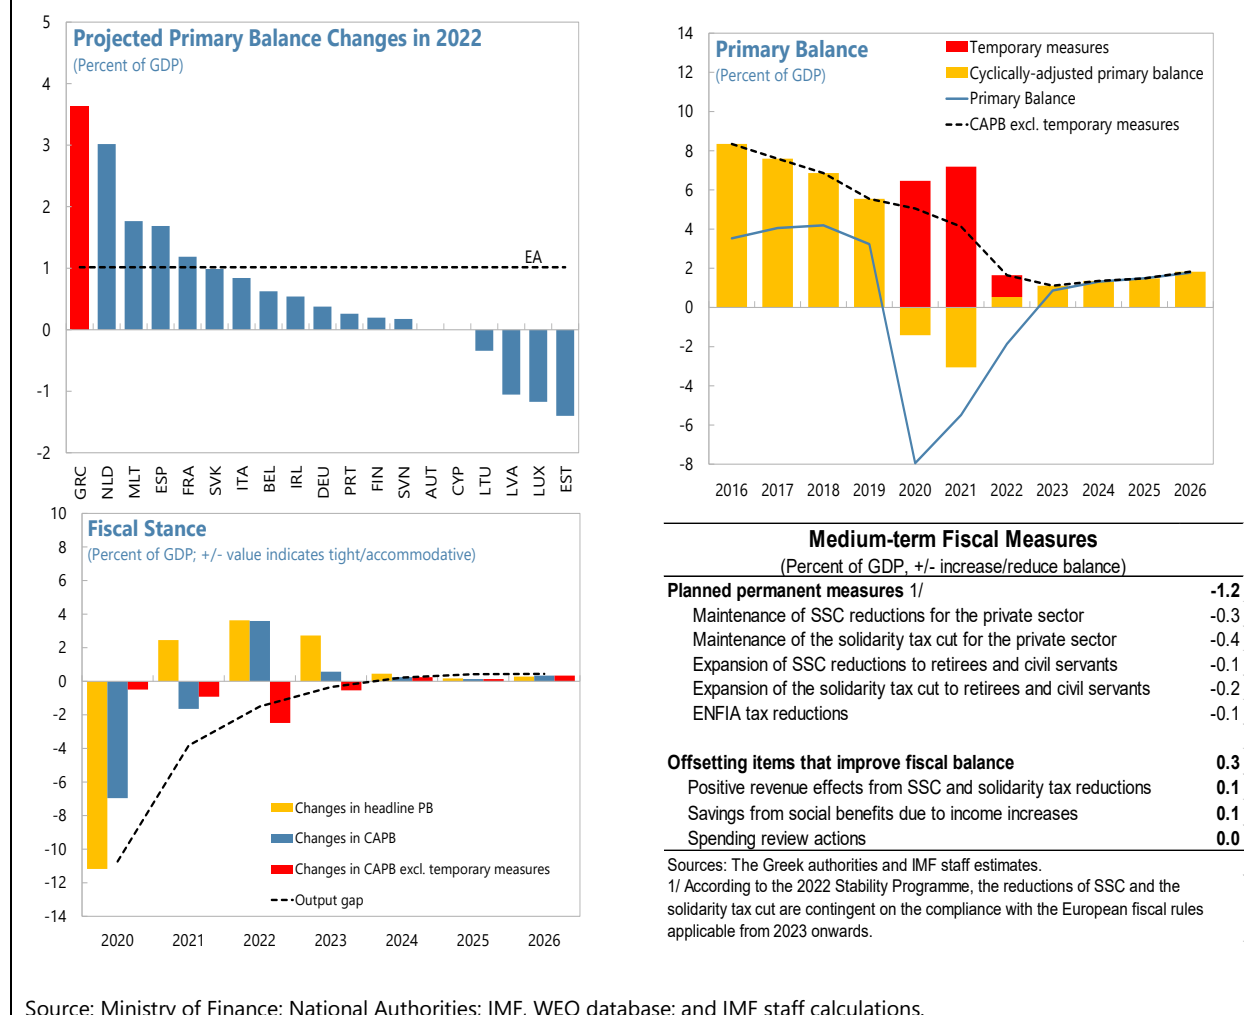 Projected Primary Balance Changes in 2022
(Percent of GDP)
5
4
3
2
1
0
-1
-2
EA
GRC
NLD
MLT
ESP
FRA
SVK
ITA
BEL
IRL
DEU
PRT
FIN
SVN
AUT
CYP
LTU
LVA
LUX
EST
Primary Balance
(Percent of GDP)
Temporary measures
Cyclically-adjusted primary balance
Primary Balance
CAPB excl. temporary measures
14
12
10
8
6
4
2
0
-2
-4
-6
-8
2016 2017 2018 2019 2020 2021 2022 2023 2024 2025 2026
Fiscal Stance
(Percent of GDP; +/- value indicates tight/accommodative)
10
8
6
4
2
0
-2
-4
-6
-8
-10
-12
-14
Changes in headline PB
Changes in CAPB
Changes in CAPB excl. temporary measures
Output gap
2020 2021 2022 2023 2024 2025 2026
Medium-term Fiscal Measures
(Percent of GDP, +/- increase/reduce balance)
Planned permanent measures 1/ -1.2
Maintenance of SSC reductions for the private sector -0.3
Maintenance of the solidarity tax cut for the private sector -0.4
Expansion of SSC reductions to retirees and civil servants -0.1
Expansion of the solidarity tax cut to retirees and civil servants -0.2
ENFIA tax reductions -0.1
Offsetting items that improve fiscal balance 0.3
Positive revenue effects from SSC and solidarity tax reductions 0.1
Savings from social benefits due to income increases 0.1
Spending review actions 0.0
Sources: The Greek authorities and IMF staff estimates.
1/ According to the 2022 Stability Programme, the reductions of SSC and the
solidarity tax cut are contingent on the compliance with the European fiscal rules
applicable from 2023 onwards.
Source: Ministry of Finance; National Authorities; IMF, WEO database; and IMF staff calculations.